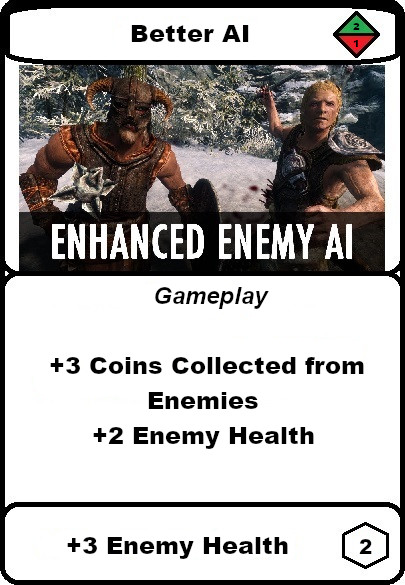 Better AI
2
1
ENHANCED ENEMY AI
Gameplay
+3 Coins Collected from
Enemies
+2 Enemy Health
+3 Enemy Health
2